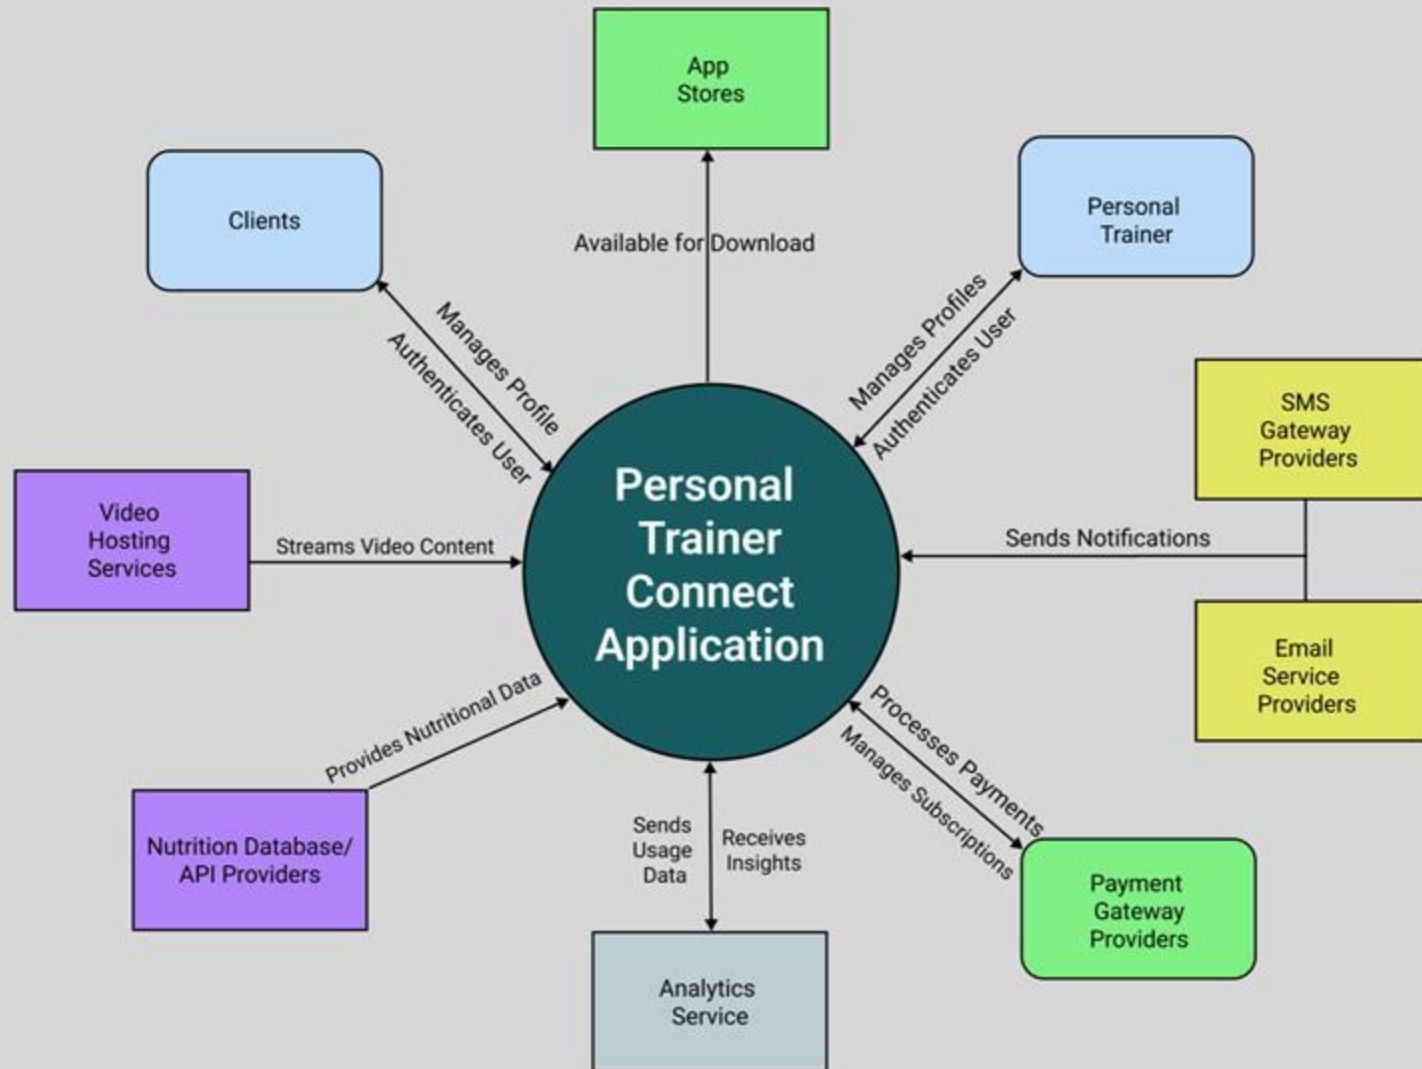 App
Stores
Clients
Personal
Trainer
Available for Download
Manages Profile
Authenticates User
Manages Profiles
Authenticates User
SMS
Gateway
Providers
Video
Hosting
Services
Streams Video Content
Personal
Trainer
Connect
Application
Sends Notifications
Email
Service
Providers
Provides Nutritional Data
Processes Payments
Manages Subscriptions
Nutrition Database/
API Providers
Sends
Usage
Data
Receives
Insights
Payment
Gateway
Providers
Analytics
Service